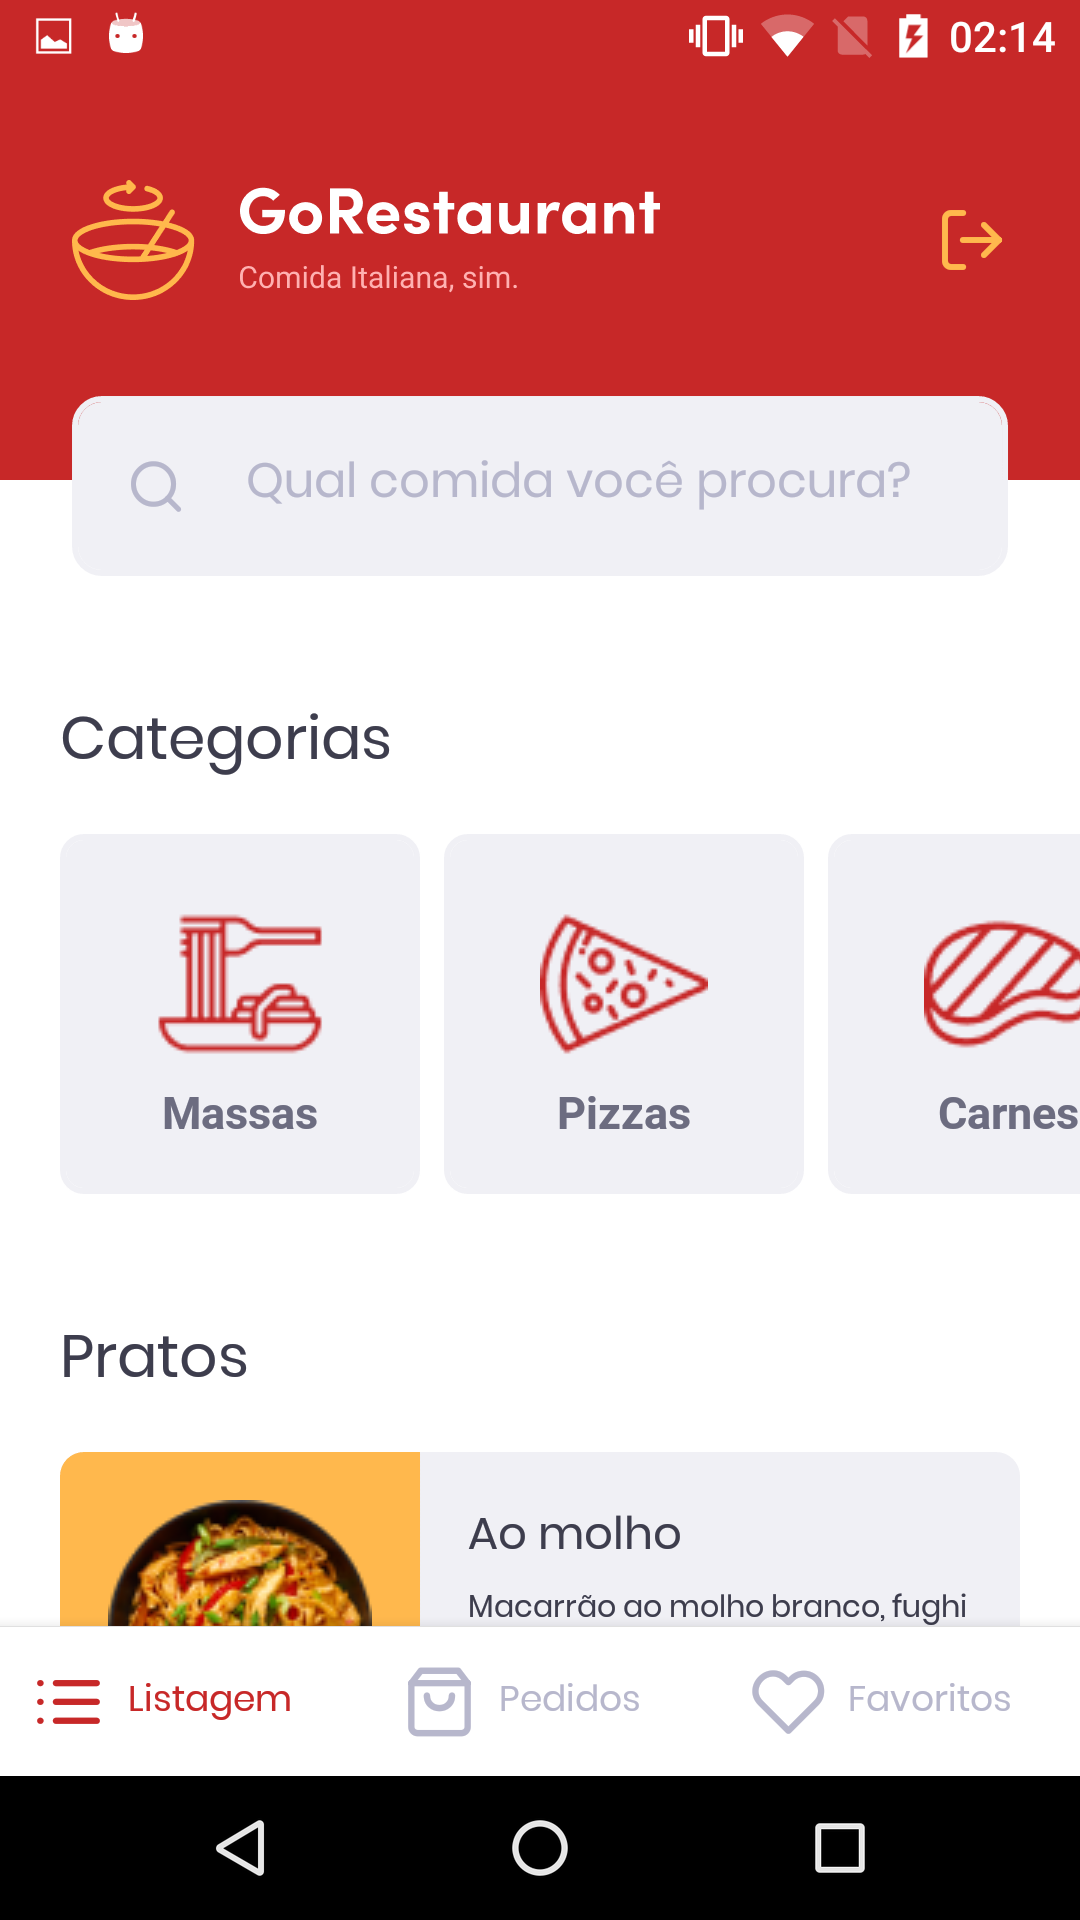 02:14
GoRestaurant
Comida Italiana, sim.
Qual comida você procura?
Categorias
Massas
Pizzas
Carnes
Pratos
Ao molho
Macarrão ao molho branco, fughi
Listagem
Pedidos
Favoritos